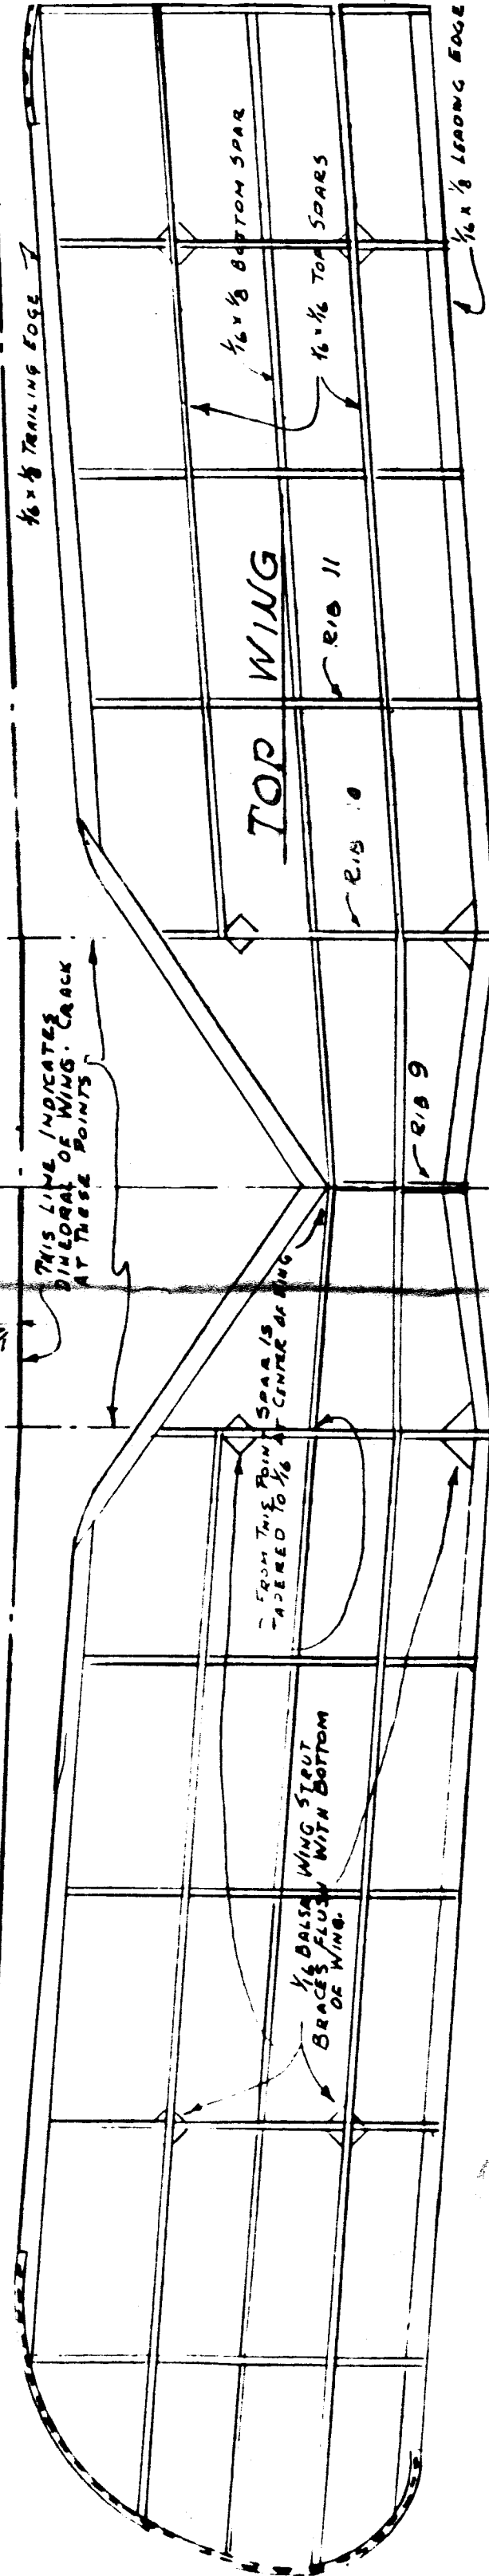 1/16 x 1/8 LEADING EDGE
1/16 x 1/8 TRAILING EDGE
1/16 x 1/8 BOTTOM SPAR
1/16 x 1/16 TOP SPARS
TOP WING
RIB 11
RIB 10
RIB 9
THIS LINE INDICATES
DIHEDRAL OF WING. CRACK
AT THESE POINTS
FROM THIS POINT SPAR IS
TAPERED TO 1/16 AT CENTER OF WING
1/16 BALSA WING STRUT
BRACES FLUSH WITH BOTTOM
OF WING.